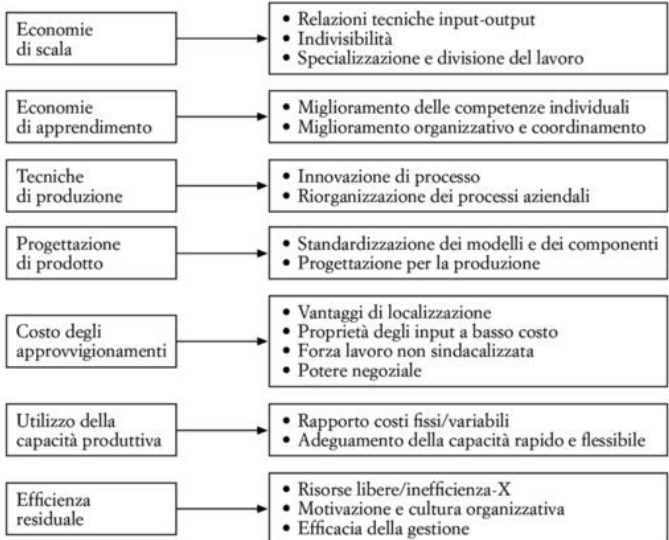 Economie
di scala
• Relazioni tecniche input-output
• Indivisibilità
• Specializzazione e divisione del lavoro
Economie
di apprendimento
• Miglioramento delle competenze individuali
• Miglioramento organizzativo e coordinamento
Tecniche
di produzione
• Innovazione di processo
• Riorganizzazione dei processi aziendali
Progettazione
di prodotto
• Standardizzazione dei modelli e dei componenti
• Progettazione per la produzione
Costo degli
approvvigionamenti
• Vantaggi di localizzazione
• Proprietà degli input a basso costo
• Forza lavoro non sindacalizzata
• Potere negoziale
Utilizzo della
capacità produttiva
• Rapporto costi fissi/variabili
• Adeguamento della capacità rapido e flessibile
Efficienza
residuale
• Risorse libere/inefficienza-X
• Motivazione e cultura organizzativa
• Efficacia della gestione